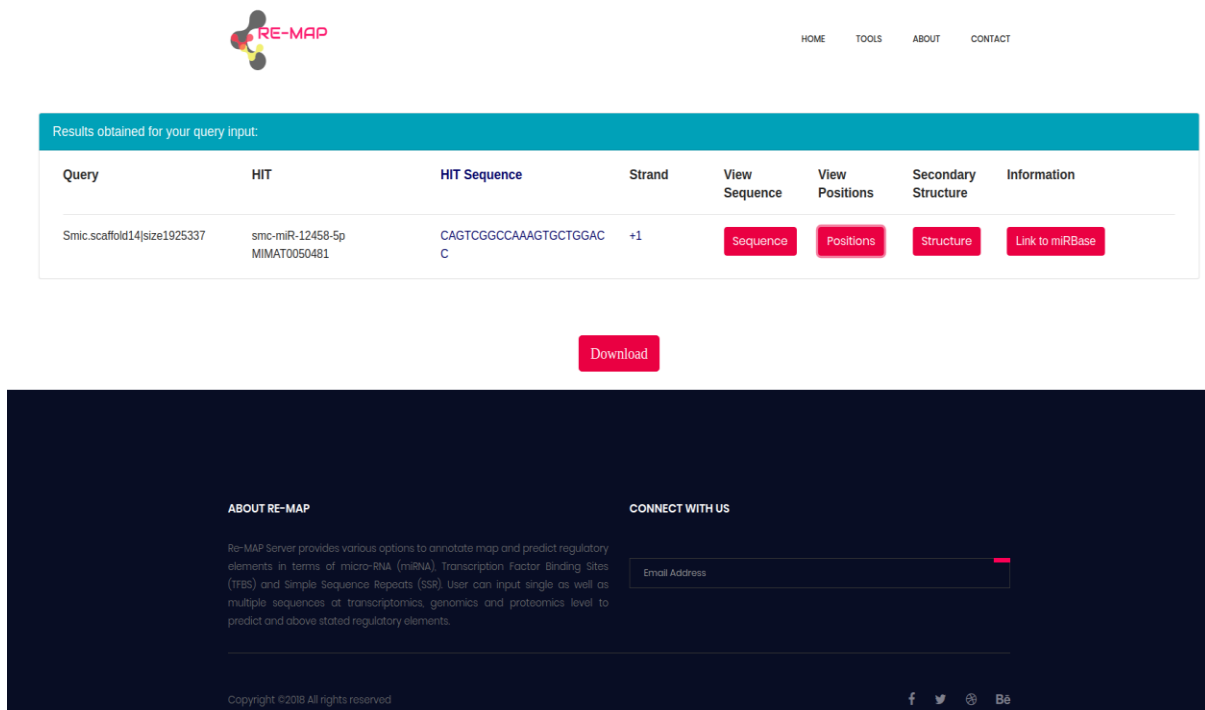 RE-MAP
HOME TOOLS ABOUT CONTACT
Results obtained for your query input:
Query HIT HIT Sequence Strand View Sequence View Positions Secondary Structure Information
Smic.scaffold14|size1925337 smc-miR-12458-5p MIMAT0050481 CAGTCGGCCAAAGTGCTGGAC C +1 Sequence Positions Structure Link to miRBase
Download
ABOUT RE-MAP
Re-MAP Server provides various options to annotate map and predict regulatory
elements in terms of micro-RNA (miRNA), Transcription Factor Binding Sites
(TFBS) and Simple Sequence Repeats (SSR). User can input single as well as
multiple sequences at transcriptomics, genomics and proteomics level to
predict and above stated regulatory elements.
CONNECT WITH US
Email Address
Copyright ©2018 All rights reserved
f Bē